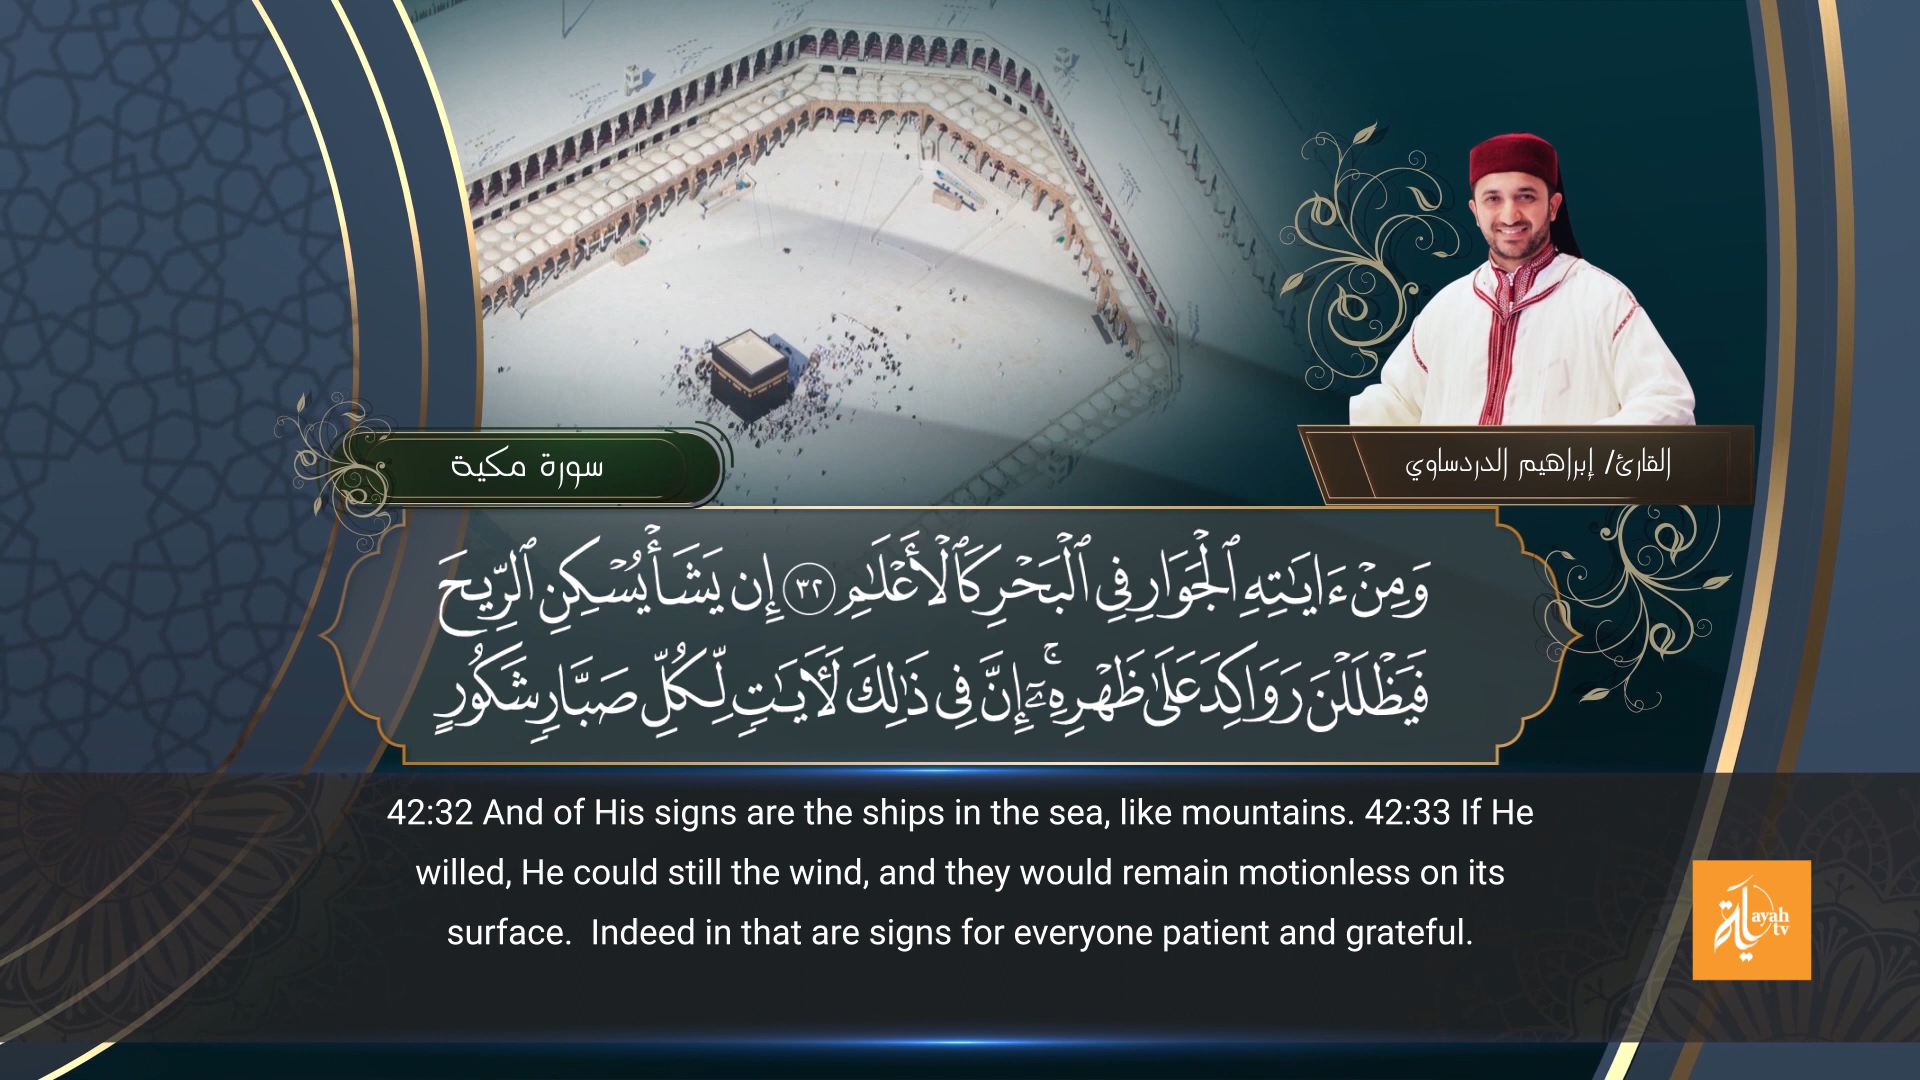 سورة مكية
القارئ/ إبراهيم الدردساوي
وَمِنْ ءَايَٰتِهِ ٱلْجَوَارِ فِى ٱلْبَحْرِ كَٱلْأَعْلَٰمِ ٣٢ إِن يَشَأْ يُسْكِنِ ٱلرِّيحَ
فَيَظْلَلْنَ رَوَاكِدَ عَلَىٰ ظَهْرِهِۦٓ ۚ إِنَّ فِى ذَٰلِكَ لَـَٔايَٰتٍ لِّكُلِّ صَبَّارٍ شَكُورٍ
42:32 And of His signs are the ships in the sea, like mountains. 42:33 If He
willed, He could still the wind, and they would remain motionless on its
surface.  Indeed in that are signs for everyone patient and grateful.
آية
ayah
tv